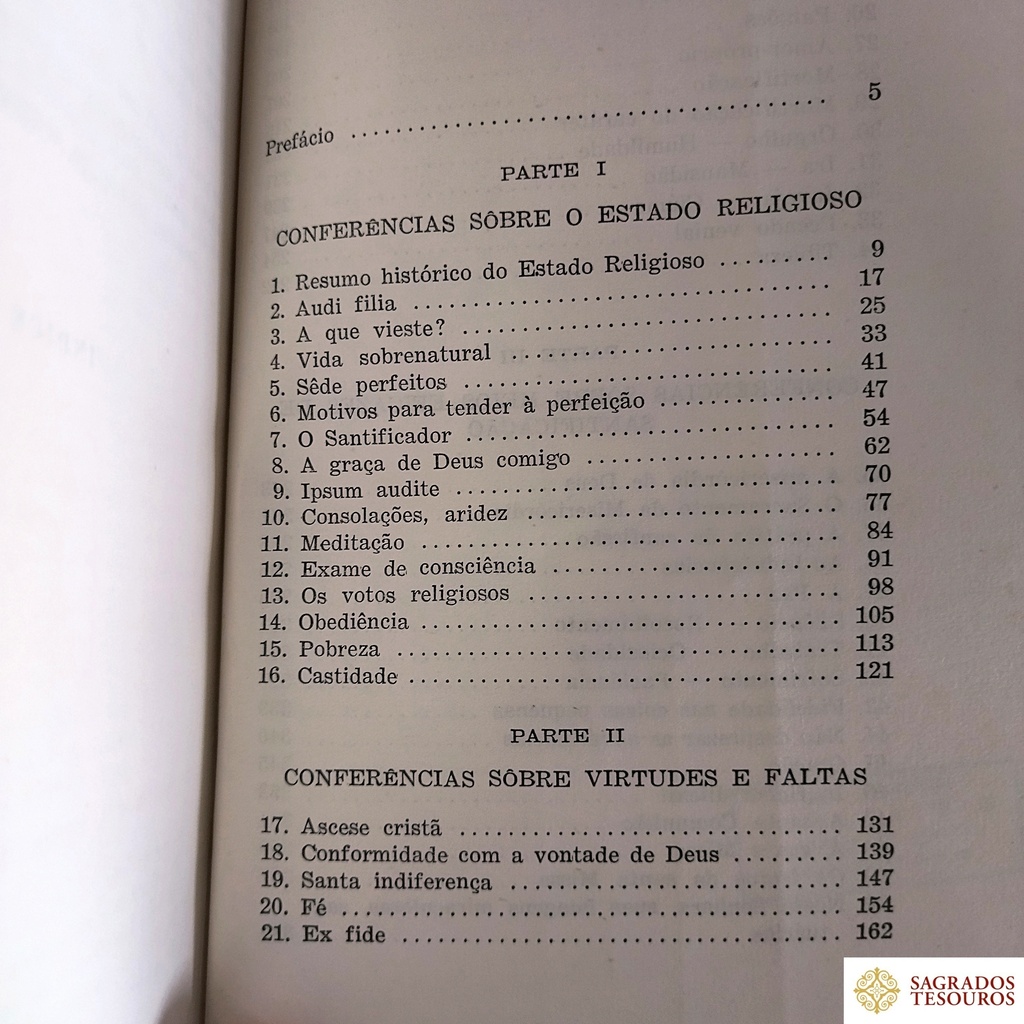 Prefácio ........................................ 5
PARTE I
CONFERÊNCIAS SÔBRE O ESTADO RELIGIOSO
1. Resumo histórico do Estado Religioso ......... 9
2. Audi filia .................................. 17
3. A que vieste? ............................... 25
4. Vida sobrenatural ........................... 33
5. Sêde perfeitos .............................. 41
6. Motivos para tender à perfeição ............. 47
7. O Santificador .............................. 54
8. A graça de Deus comigo ...................... 62
9. Ipsum audite ................................ 70
10. Consolações, aridez ........................ 77
11. Meditação .................................. 84
12. Exame de consciência ....................... 91
13. Os votos religiosos ........................ 98
14. Obediência ................................. 105
15. Pobreza .................................... 113
16. Castidade .................................. 121
PARTE II
CONFERÊNCIAS SÔBRE VIRTUDES E FALTAS
17. Ascese cristã .............................. 131
18. Conformidade com a vontade de Deus ......... 139
19. Santa indiferença .......................... 147
20. Fé ......................................... 154
21. Ex fide .................................... 162
SAGRADOS
TESOUROS